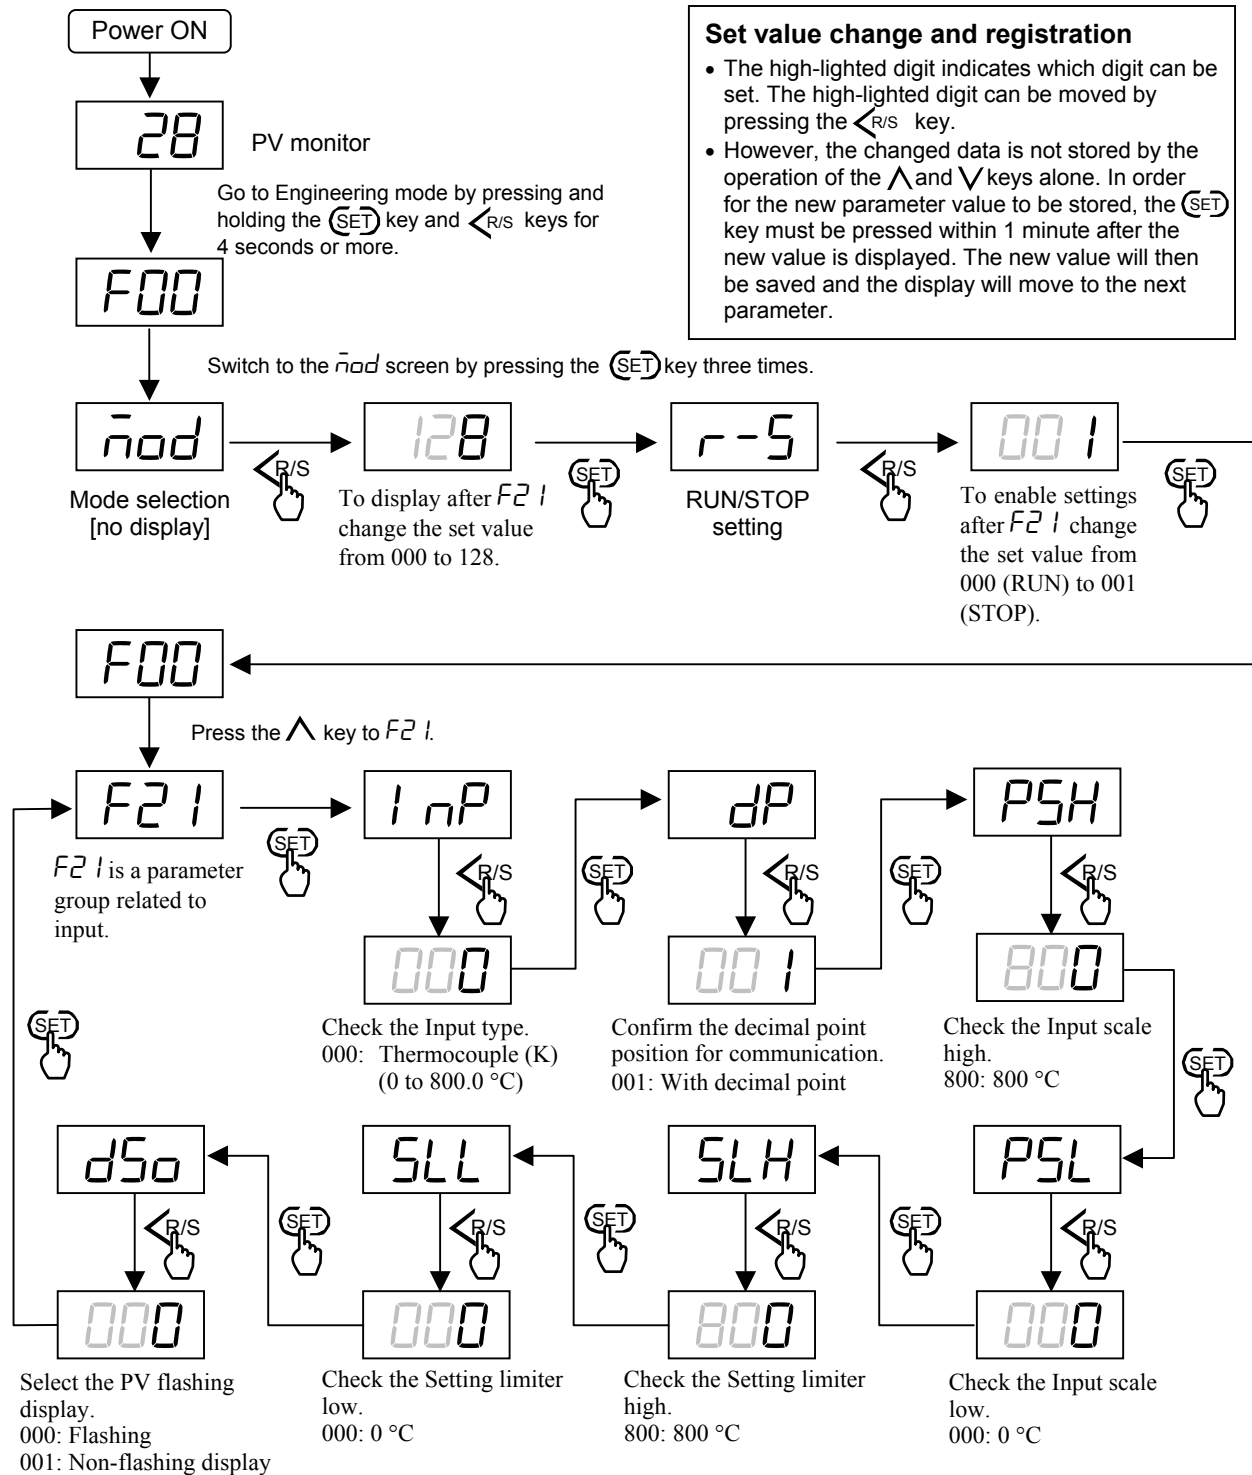 Power ON
Set value change and registration
• The high-lighted digit indicates which digit can be
set. The high-lighted digit can be moved by
pressing the <R/S key.
• However, the changed data is not stored by the
operation of the ∧ and ∨ keys alone. In order
for the new parameter value to be stored, the SET
key must be pressed within 1 minute after the
new value is displayed. The new value will then
be saved and the display will move to the next
parameter.
28
PV monitor
Go to Engineering mode by pressing and
holding the SET key and <R/S keys for
4 seconds or more.
F00
Switch to the mod screen by pressing the SET key three times.
mod
R/S
128
SET
r-S
R/S
001
SET
Mode selection
[no display]
To display after F21
change the set value
from 000 to 128.
RUN/STOP
setting
To enable settings
after F21 change
the set value from
000 (RUN) to 001
(STOP).
F00
Press the ∧ key to F21.
F21
SET
InP
dP
PSH
F21 is a parameter
group related to
input.
R/S
SET
R/S
SET
R/S
000
001
800
Check the Input type.
000: Thermocouple (K)
(0 to 800.0 °C)
Confirm the decimal point
position for communication.
001: With decimal point
Check the Input scale
high.
800: 800 °C
SET
SET
dSo
SLL
SLH
PSL
R/S
SET
R/S
SET
R/S
SET
R/S
000
000
800
000
Select the PV flashing
display.
000: Flashing
001: Non-flashing display
Check the Setting limiter
low.
000: 0 °C
Check the Setting limiter
high.
800: 800 °C
Check the Input scale
low.
000: 0 °C